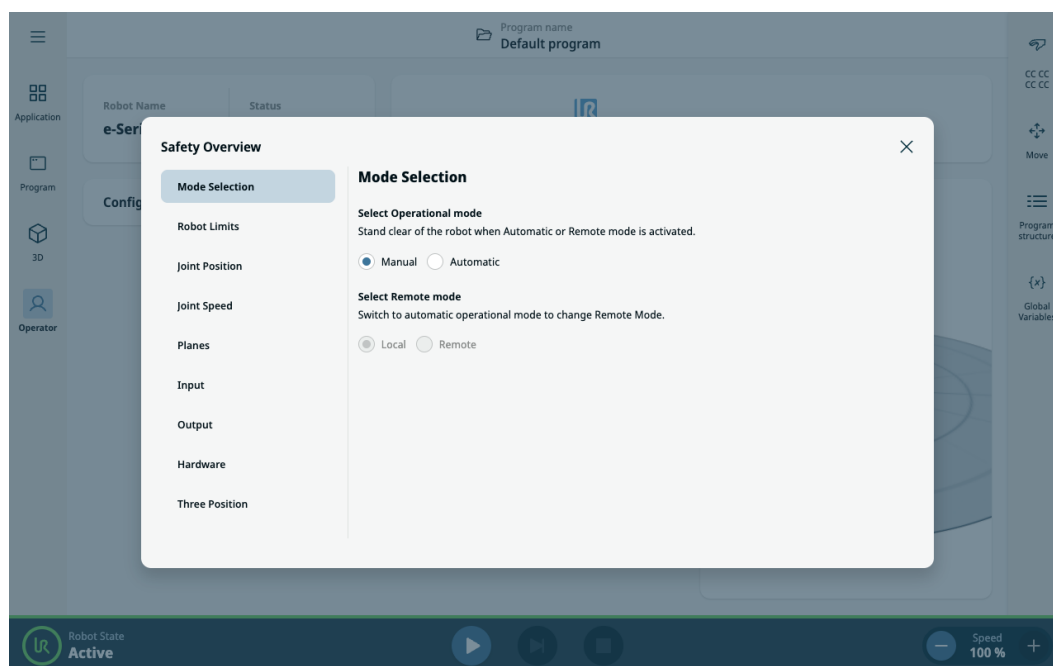 Program name
Default program
Application
Program
3D
Operator
Robot Name
Status
e-Seri
Config
CC CC
CC CC
Move
Program
structure
{x}
Global
Variables
Safety Overview
Mode Selection
Robot Limits
Joint Position
Joint Speed
Planes
Input
Output
Hardware
Three Position
Mode Selection
Select Operational mode
Stand clear of the robot when Automatic or Remote mode is activated.
Manual
Automatic
Select Remote mode
Switch to automatic operational mode to change Remote Mode.
Local
Remote
Robot State
Active
Speed
100 %